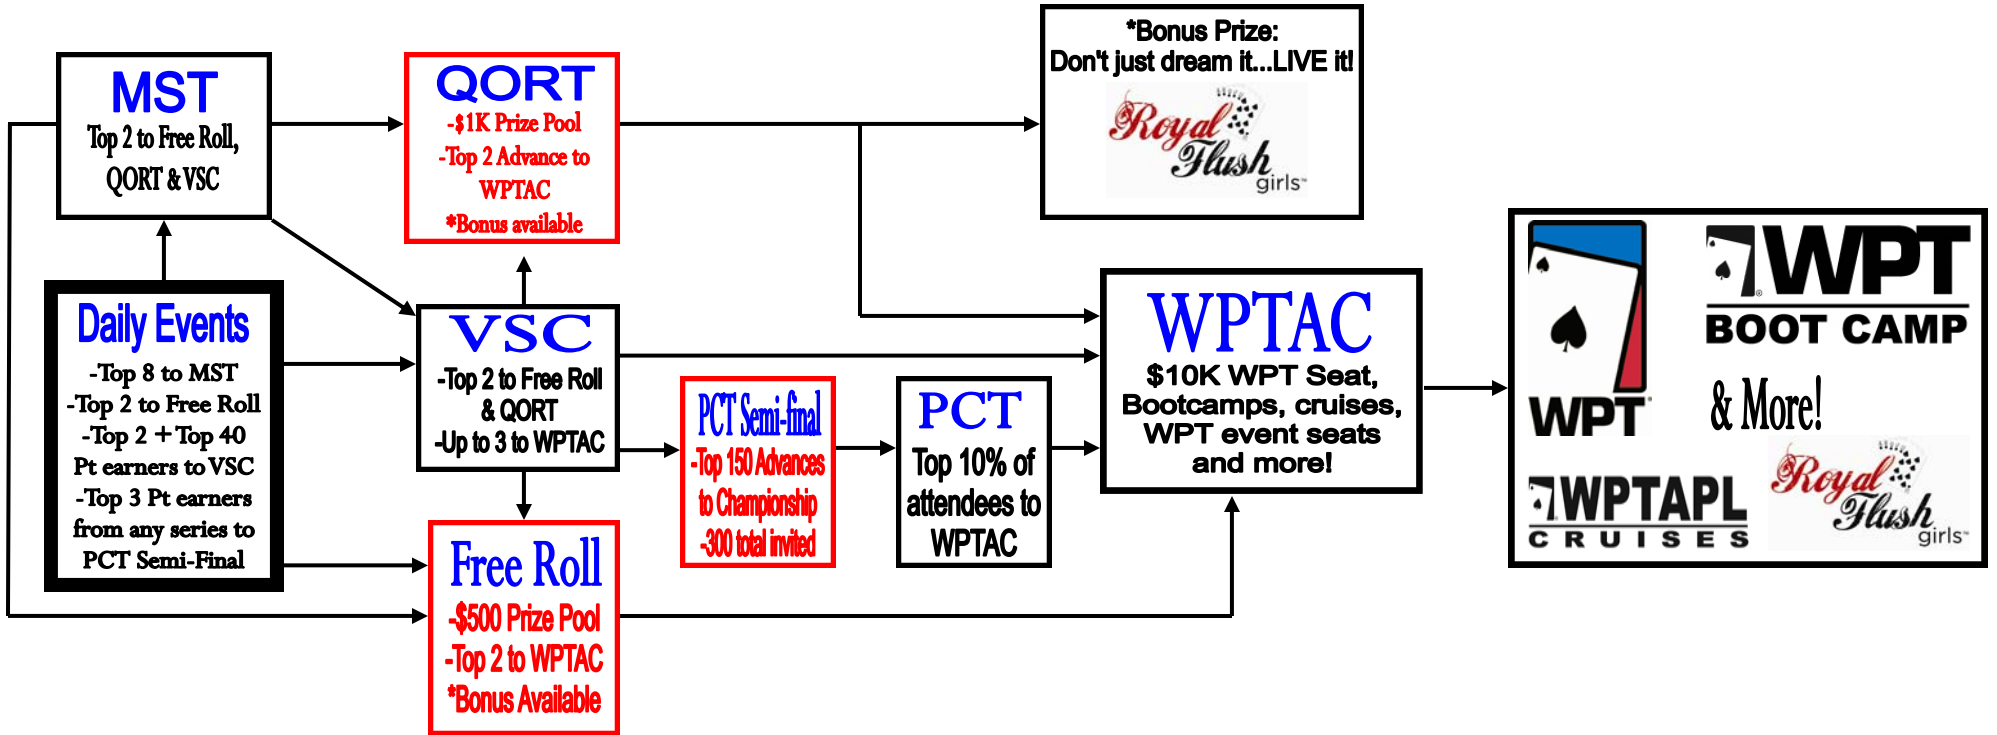 MST
Top 2 to Free Roll,
QORT & VSC
QORT
-$1K Prize Pool
-Top 2 Advance to
WPTAC
*Bonus available
*Bonus Prize:
Don't just dream it...LIVE it!
Royal
Flush
girls™
Daily Events
-Top 8 to MST
-Top 2 to Free Roll
-Top 2 + Top 40
Pt earners to VSC
-Top 3 Pt earners
from any series to
PCT Semi-Final
VSC
-Top 2 to Free Roll
& QORT
-Up to 3 to WPTAC
Free Roll
-$500 Prize Pool
-Top 2 to WPTAC
*Bonus Available
PCT Semi-final
-Top 150 Advances
to Championship
-300 total invited
PCT
Top 10% of
attendees to
WPTAC
WPTAC
$10K WPT Seat,
Bootcamps, cruises,
WPT event seats
and more!
WPT®
®WPT
BOOT CAMP
& More!
WPTAPL
CRUISES
Royal
Flush
girls™